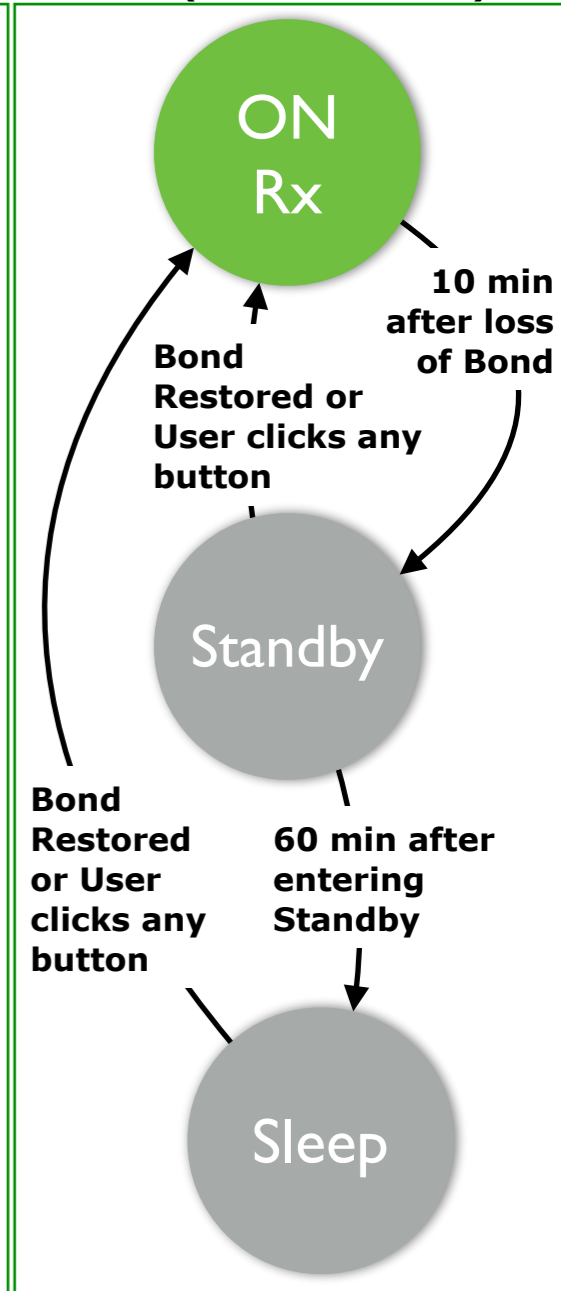 ON
Rx
10 min
after loss
of Bond
Bond
Restored or
User clicks any
button
Standby
Bond
Restored
or User
clicks any
button
60 min after
entering
Standby
Sleep